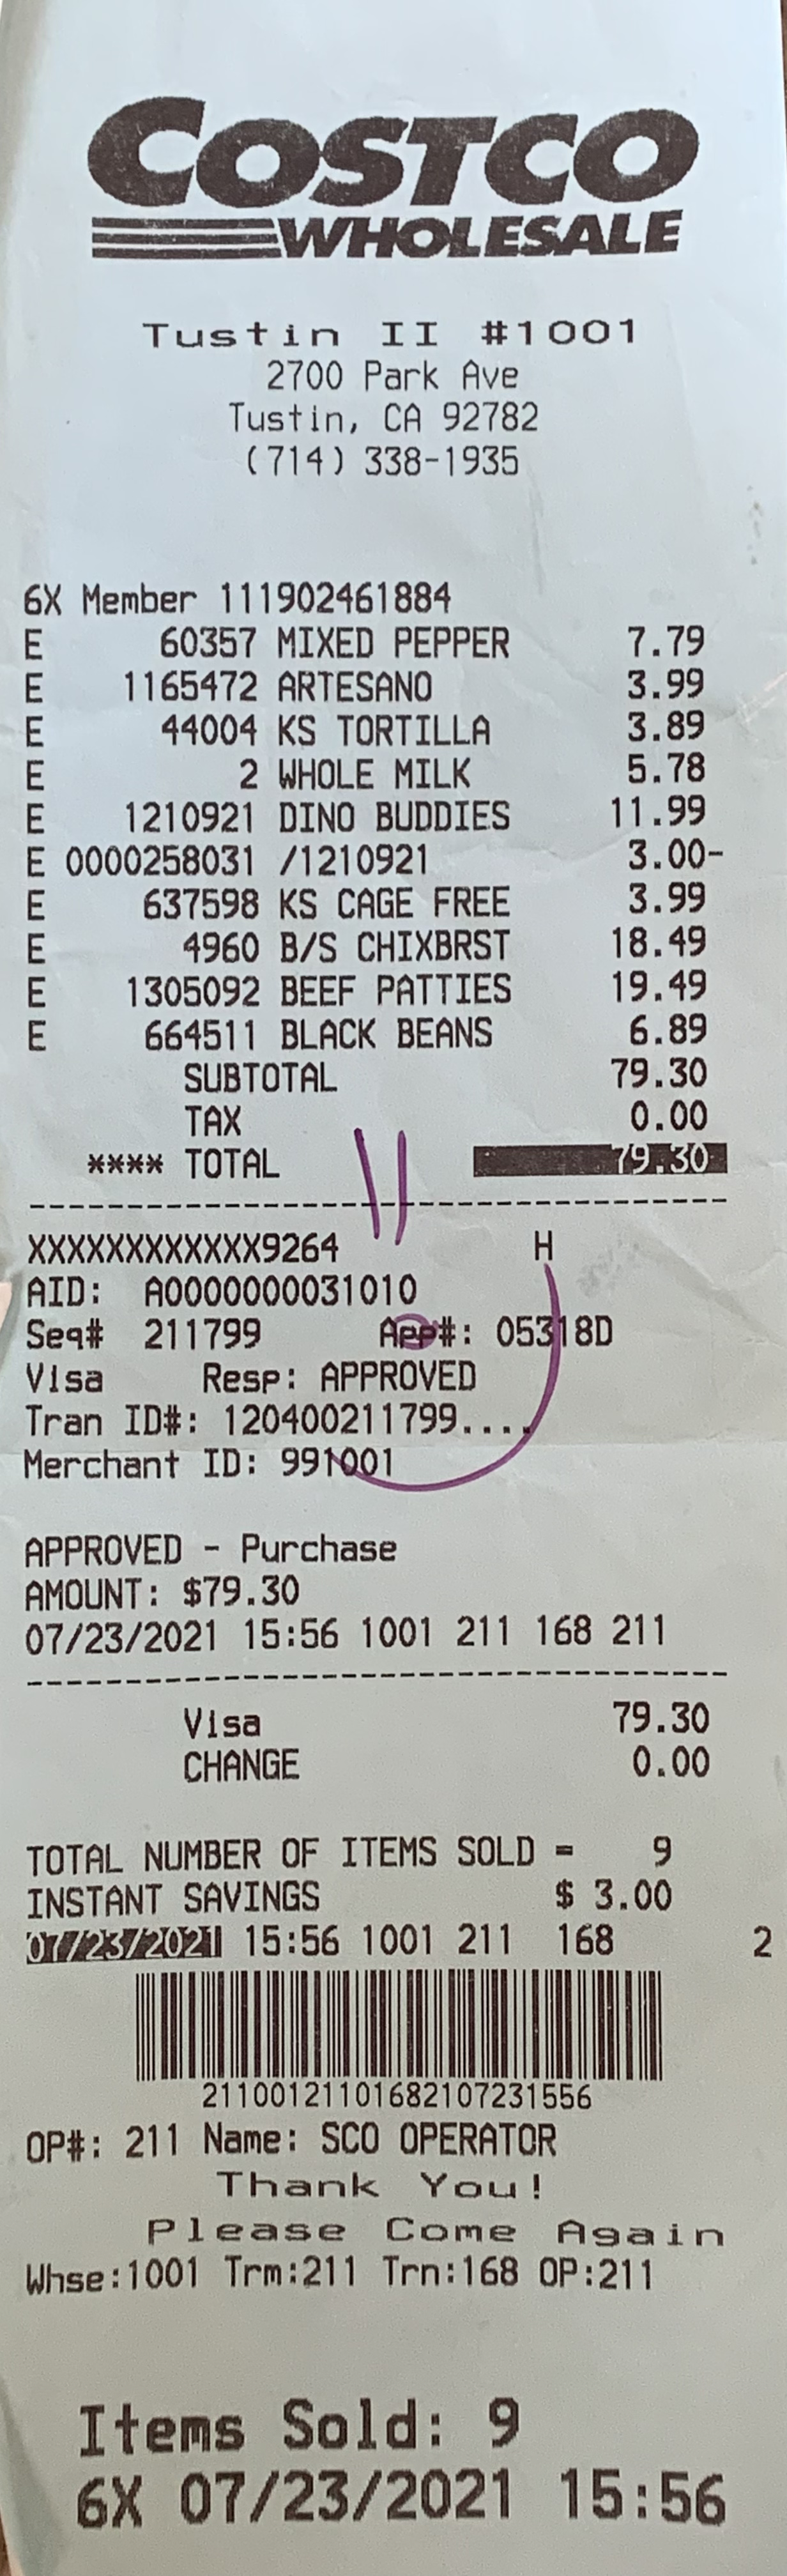 COSTCO
WHOLESALE
Tustin II #1001
2700 Park Ave
Tustin, CA 92782
(714) 338-1935
6X Member 111902461884
E 60357 MIXED PEPPER 7.79
E 1165472 ARTESANO 3.99
E 44004 KS TORTILLA 3.89
E 2 WHOLE MILK 5.78
E 1210921 DINO BUDDIES 11.99
E 0000258031 /1210921 3.00-
E 637598 KS CAGE FREE 3.99
E 4960 B/S CHIXBRST 18.49
E 1305092 BEEF PATTIES 19.49
E 664511 BLACK BEANS 6.89
SUBTOTAL 79.30
TAX 0.00
**** TOTAL 79.30
XXXXXXXXXXXX9264 H
AID: A0000000031010
Seq# 211799 App#: 05318D
Visa Resp: APPROVED
Tran ID#: 120400211799....
Merchant ID: 991001
APPROVED - Purchase
AMOUNT: $79.30
07/23/2021 15:56 1001 211 168 211
Visa 79.30
CHANGE 0.00
TOTAL NUMBER OF ITEMS SOLD = 9
INSTANT SAVINGS $ 3.00
07/23/2021 15:56 1001 211 168 2
21100121101682107231556
OP#: 211 Name: SCO OPERATOR
Thank You!
Please Come Again
Whse:1001 Trm:211 Trn:168 OP:211
Items Sold: 9
6X 07/23/2021 15:56